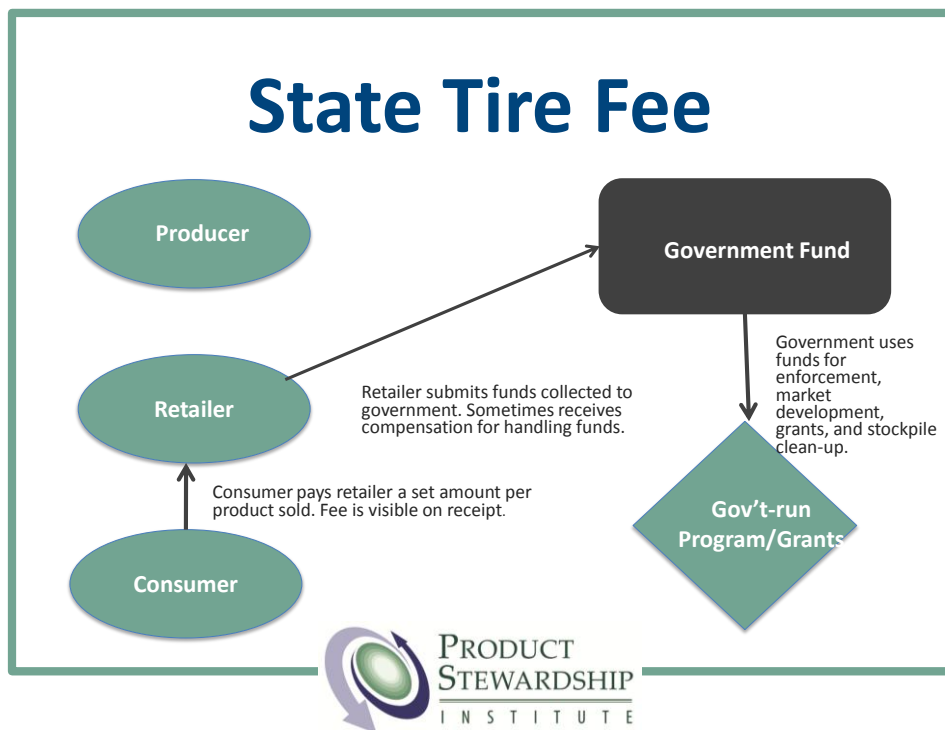 State Tire Fee
Producer
Government Fund
Government uses
funds for
enforcement,
market
development,
grants, and stockpile
clean-up.
Retailer
Retailer submits funds collected to
government. Sometimes receives
compensation for handling funds.
Consumer pays retailer a set amount per
product sold. Fee is visible on receipt.
Gov't-run
Program/Grants
Consumer
PRODUCT
STEWARDSHIP
INSTITUTE